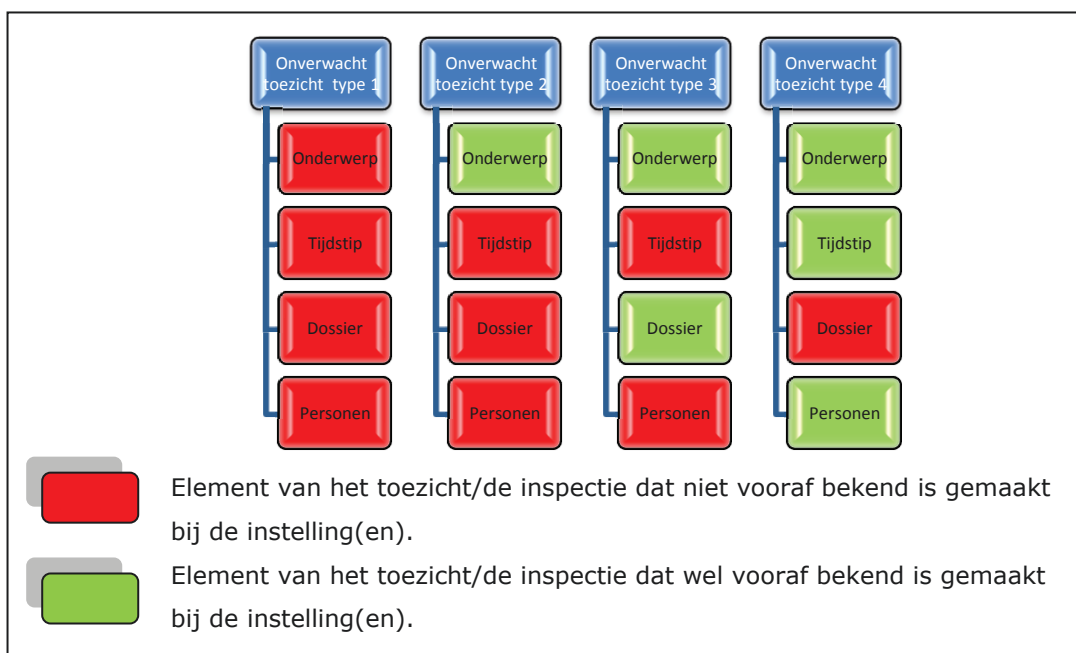 Onverwacht toezicht type 1
Onverwacht toezicht type 2
Onverwacht toezicht type 3
Onverwacht toezicht type 4
Onderwerp
Onderwerp
Onderwerp
Onderwerp
Tijdstip
Tijdstip
Tijdstip
Tijdstip
Dossier
Dossier
Dossier
Dossier
Personen
Personen
Personen
Personen
Element van het toezicht/de inspectie dat niet vooraf bekend is gemaakt
bij de instelling(en).
Element van het toezicht/de inspectie dat wel vooraf bekend is gemaakt
bij de instelling(en).